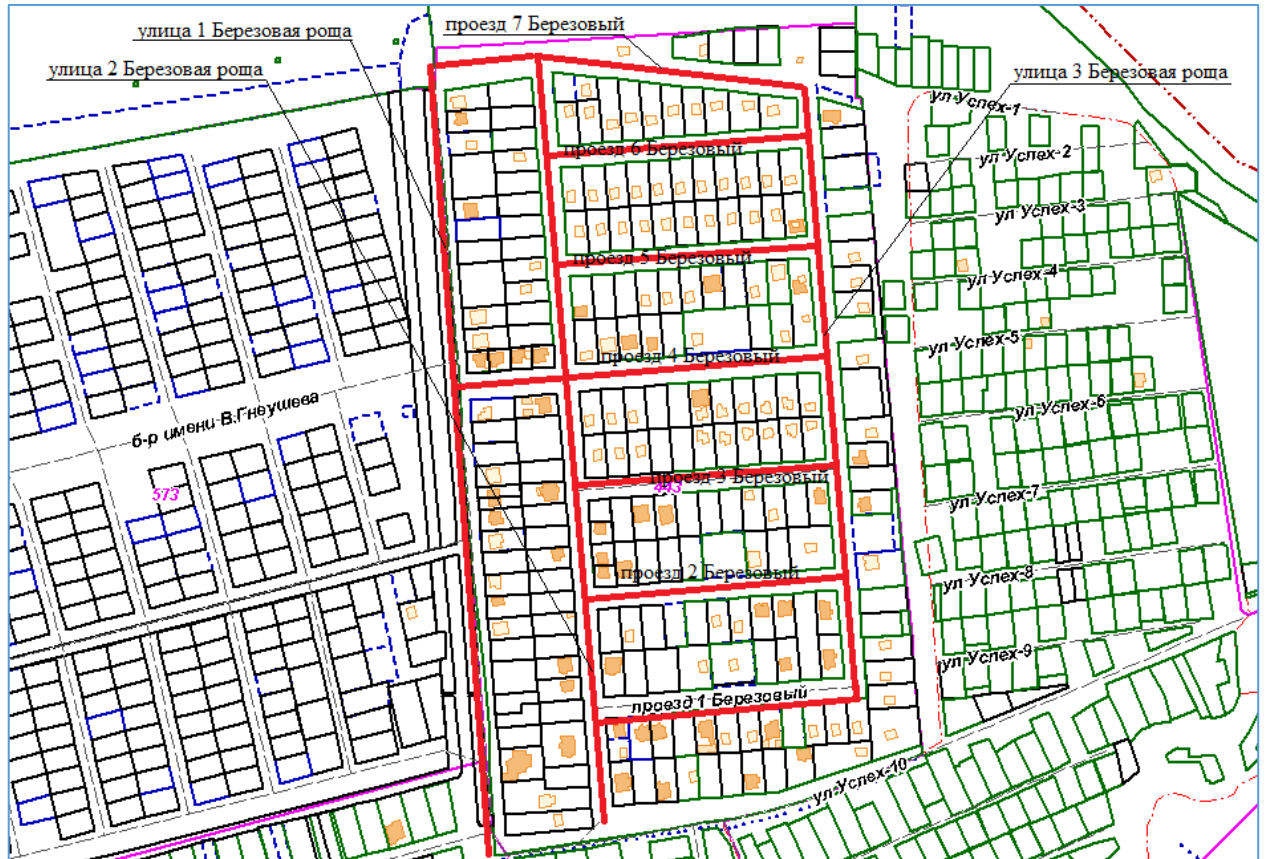 проезд 7 Березовый
улица 1 Березовая роща
улица 2 Березовая роща
улица 3 Березовая роща
ул Успех-1
проезд 6 Березовый
ул Успех-2
ул Успех-3
проезд 5 Березовый
ул Успех-4
ул Успех-5
проезд 4 Березовый
б-р имени В.Гнеушева
ул Успех-6
проезд 3 Березовый
573
443
ул Успех-7
проезд 2 Березовый
ул Успех-8
ул Успех-9
проезд 1 Березовый
ул Успех-10